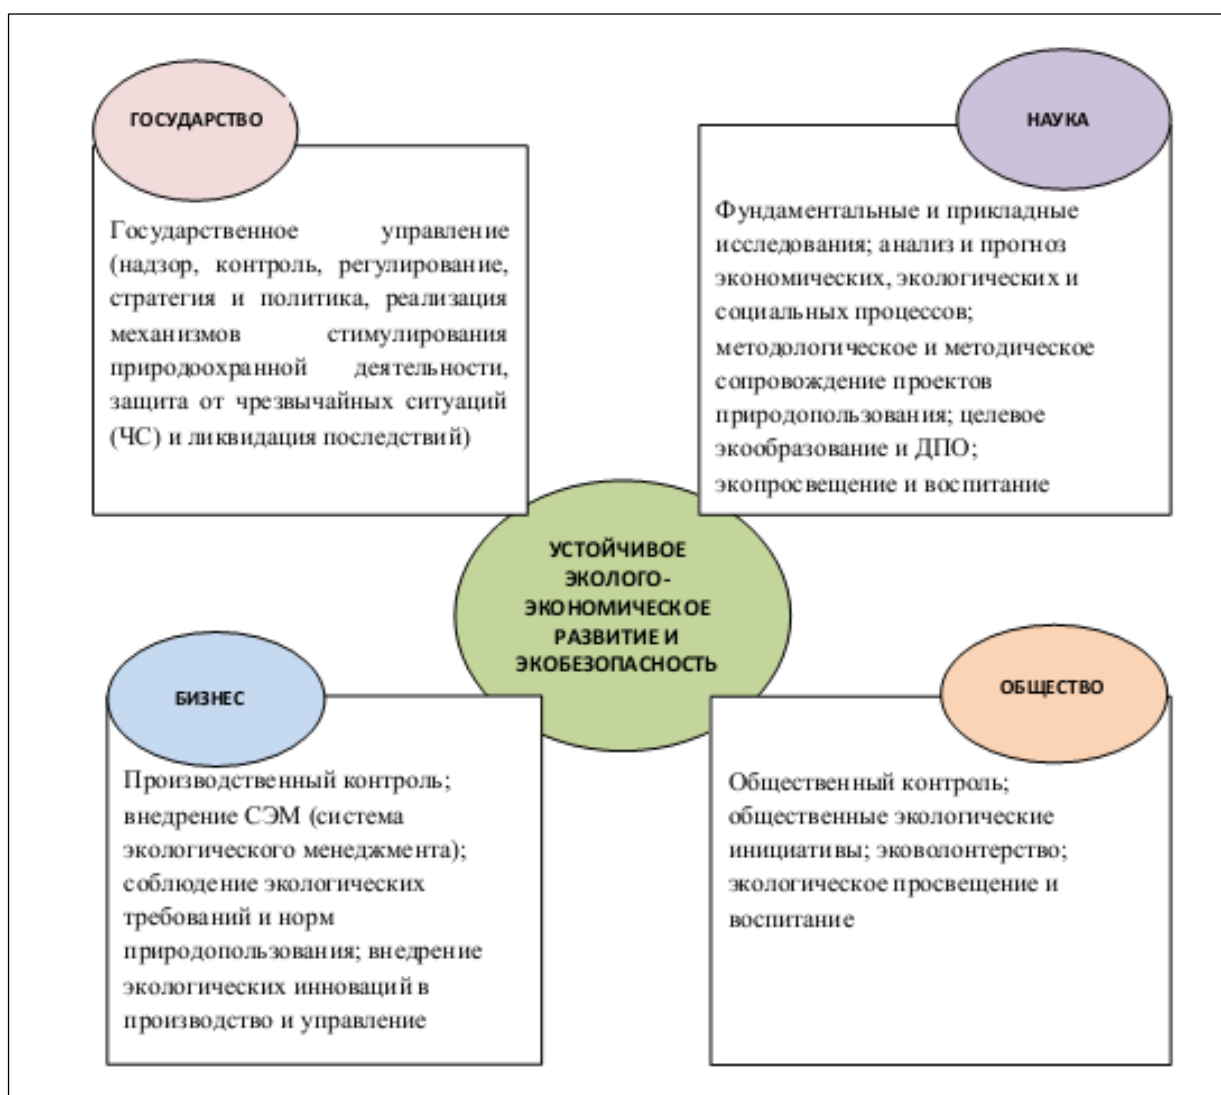 ГОСУДАРСТВО
Государственное управление
(надзор, контроль, регулирование,
стратегия и политика, реализация
механизмов стимулирования
природоохранной деятельности,
защита от чрезвычайных ситуаций
(ЧС) и ликвидация последствий)
НАУКА
Фундаментальные и прикладные
исследования; анализ и прогноз
экономических, экологических и
социальных процессов;
методологическое и методическое
сопровождение проектов
природопользования; целевое
экообразование и ДПО;
экопросвещение и воспитание
УСТОЙЧИВОЕ
ЭКОЛОГО-
ЭКОНОМИЧЕСКОЕ
РАЗВИТИЕ И
ЭКОБЕЗОПАСНОСТЬ
БИЗНЕС
Производственный контроль;
внедрение СЭМ (система
экологического менеджмента);
соблюдение экологических
требований и норм
природопользования; внедрение
экологических инноваций в
производство и управление
ОБЩЕСТВО
Общественный контроль;
общественные экологические
инициативы; эковолонтерство;
экологическое просвещение и
воспитание